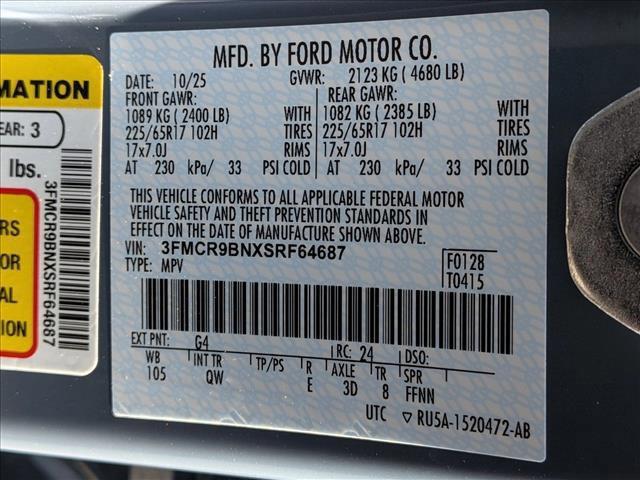 MATION
EAR: 3
lbs.
RS
OR
AL
ION
3FMCR9BNXSRF64687
MFD. BY FORD MOTOR CO.
DATE: 10/25 GVWR: 2123 KG ( 4680 LB)
FRONT GAWR: REAR GAWR:
1089 KG ( 2400 LB) WITH 1082 KG ( 2385 LB) WITH
225/65R17 102H TIRES 225/65R17 102H TIRES
17x7.0J RIMS 17x7.0J RIMS
AT 230 kPa/ 33 PSI COLD AT 230 kPa/ 33 PSI COLD
THIS VEHICLE CONFORMS TO ALL APPLICABLE FEDERAL MOTOR
VEHICLE SAFETY AND THEFT PREVENTION STANDARDS IN
EFFECT ON THE DATE OF MANUFACTURE SHOWN ABOVE.
VIN: 3FMCR9BNXSRF64687
TYPE: MPV
F0128
T0415
EXT PNT: G4 RC: 24 DSO:
WB INT TR TP/PS R AXLE TR SPR
105 QW E 3D 8 FFNN
UTC ▽ RU5A-1520472-AB